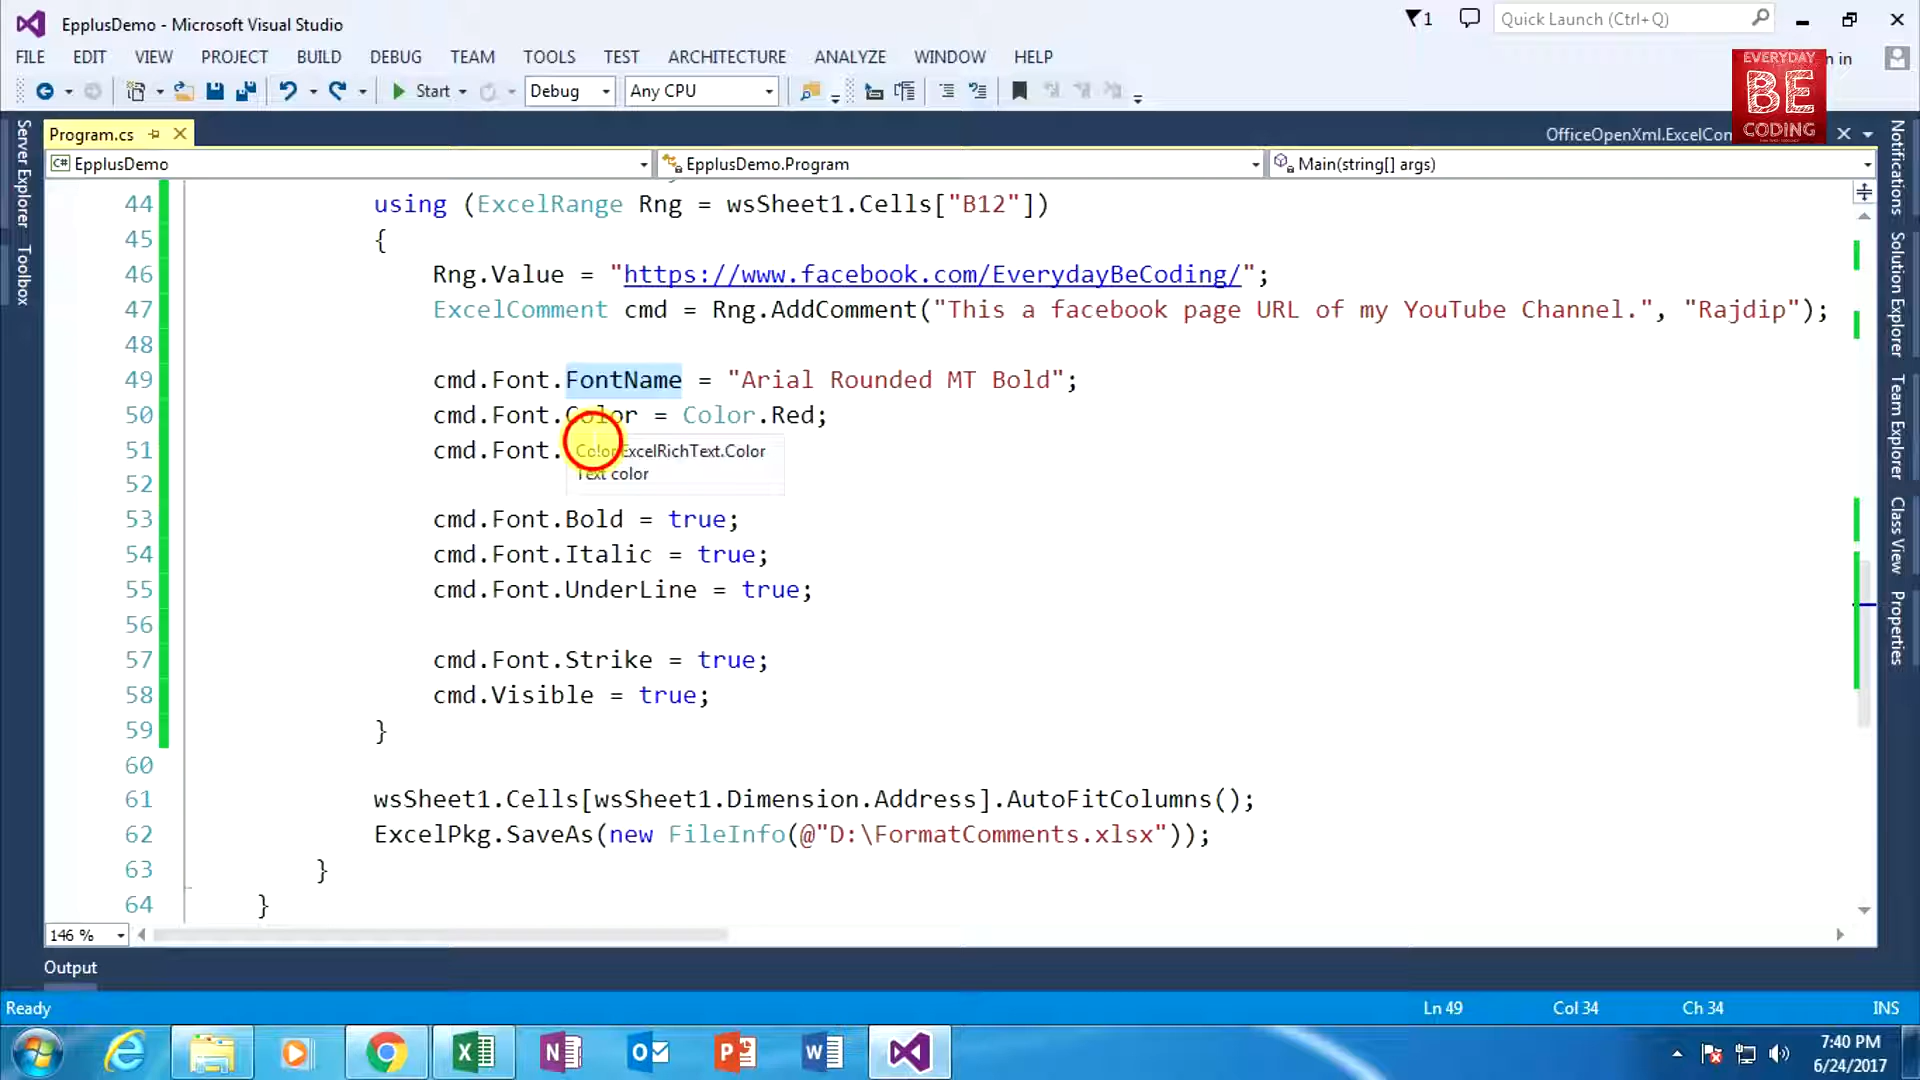 EpplusDemo - Microsoft Visual Studio
1
Quick Launch (Ctrl+Q)
FILE EDIT VIEW PROJECT BUILD DEBUG TEAM TOOLS TEST ARCHITECTURE ANALYZE WINDOW HELP
in
EVERYDAY
BE
CODING
Start Debug Any CPU
Program.cs
OfficeOpenXml.ExcelCon
EpplusDemo EpplusDemo.Program Main(string[] args)
Server Explorer
Toolbox
Notifications
Solution Explorer
Team Explorer
Class View
Properties
44 using (ExcelRange Rng = wsSheet1.Cells["B12"])
45 {
46 Rng.Value = "https://www.facebook.com/EverydayBeCoding/";
47 ExcelComment cmd = Rng.AddComment("This a facebook page URL of my YouTube Channel.", "Rajdip");
48
49 cmd.Font.FontName = "Arial Rounded MT Bold";
50 cmd.Font.Color = Color.Red;
51 cmd.Font.
Color ExcelRichText.Color
Text color
52
53 cmd.Font.Bold = true;
54 cmd.Font.Italic = true;
55 cmd.Font.UnderLine = true;
56
57 cmd.Font.Strike = true;
58 cmd.Visible = true;
59 }
60
61 wsSheet1.Cells[wsSheet1.Dimension.Address].AutoFitColumns();
62 ExcelPkg.SaveAs(new FileInfo(@"D:\FormatComments.xlsx"));
63 }
64 }
146 %
Output
Ready Ln 49 Col 34 Ch 34 INS
7:40 PM
6/24/2017